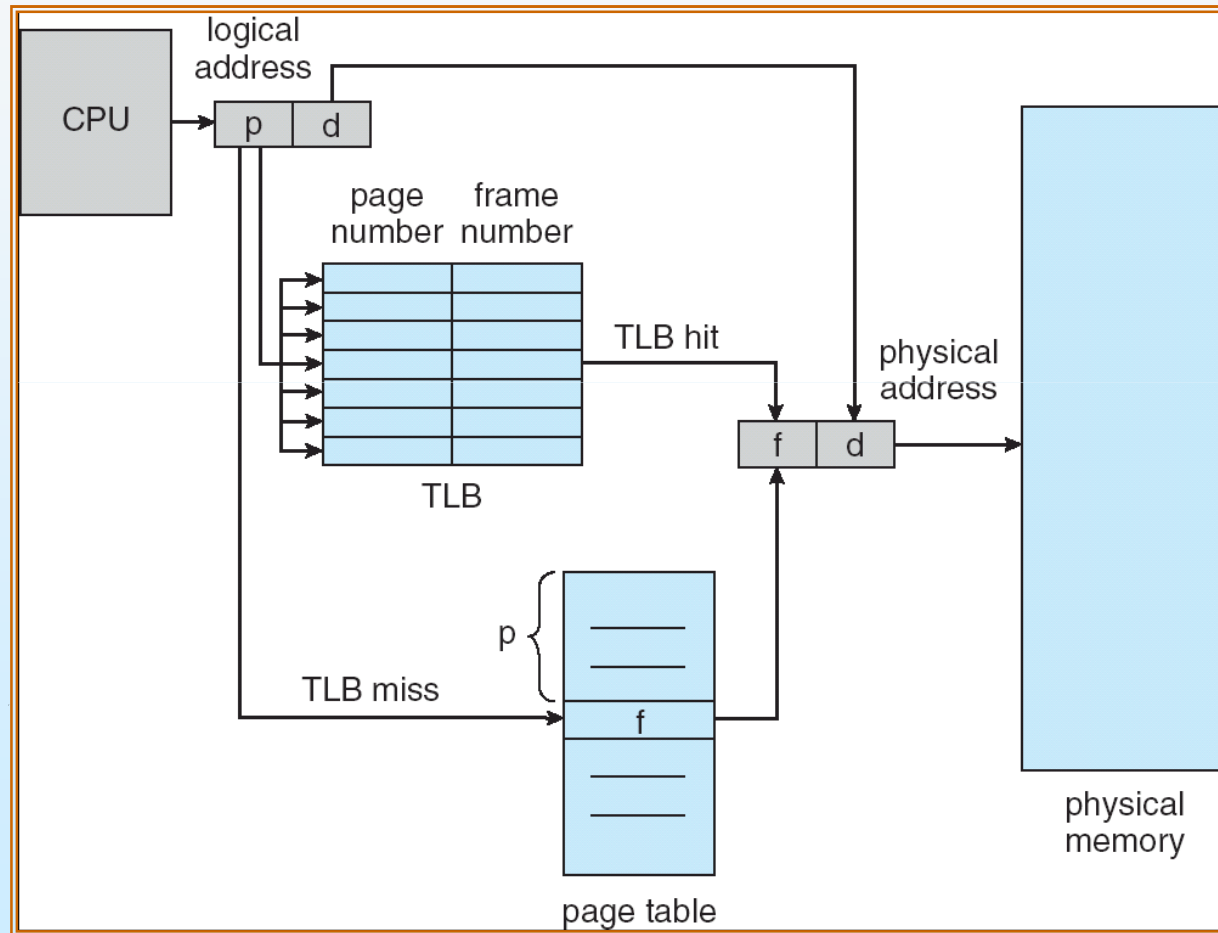 logical
address
CPU
p
d
page
number
frame
number
TLB hit
physical
address
f
d
TLB
p
TLB miss
f
physical
memory
page table